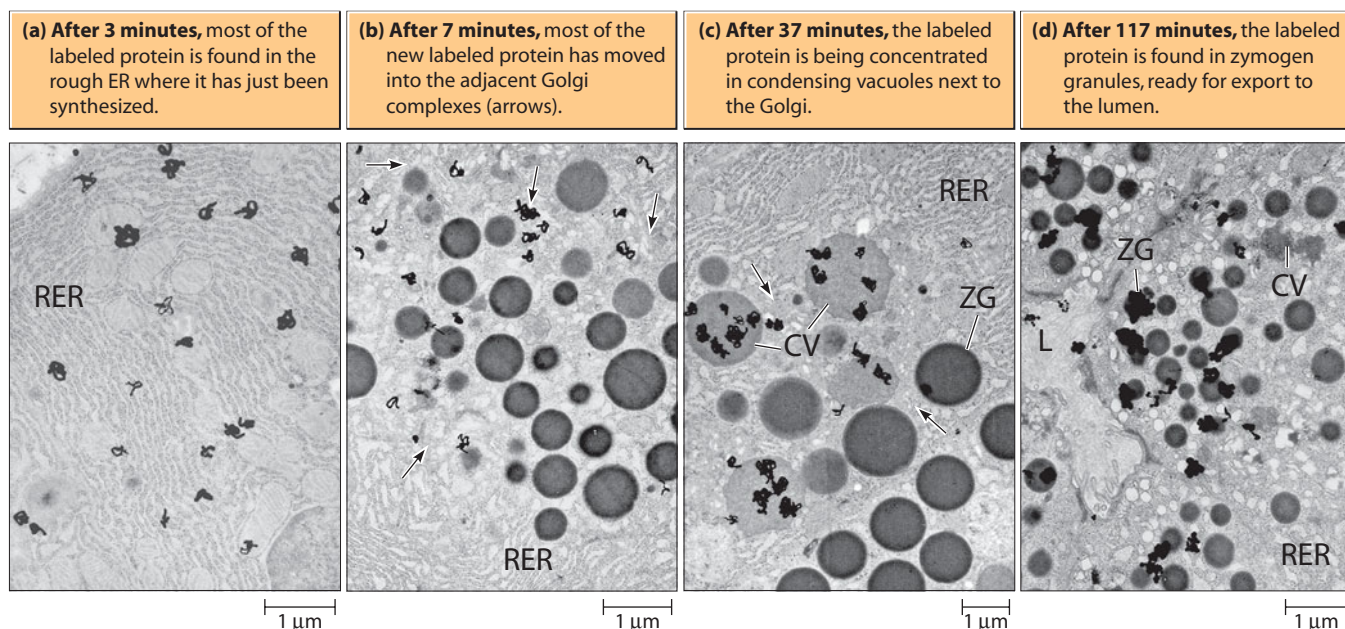 (a) After 3 minutes, most of the
labeled protein is found in the
rough ER where it has just been
synthesized.
(b) After 7 minutes, most of the
new labeled protein has moved
into the adjacent Golgi
complexes (arrows).
(c) After 37 minutes, the labeled
protein is being concentrated
in condensing vacuoles next to
the Golgi.
(d) After 117 minutes, the labeled
protein is found in zymogen
granules, ready for export to
the lumen.
RER
1 μm
RER
1 μm
RER
ZG
CV
1 μm
ZG
CV
L
RER
1 μm